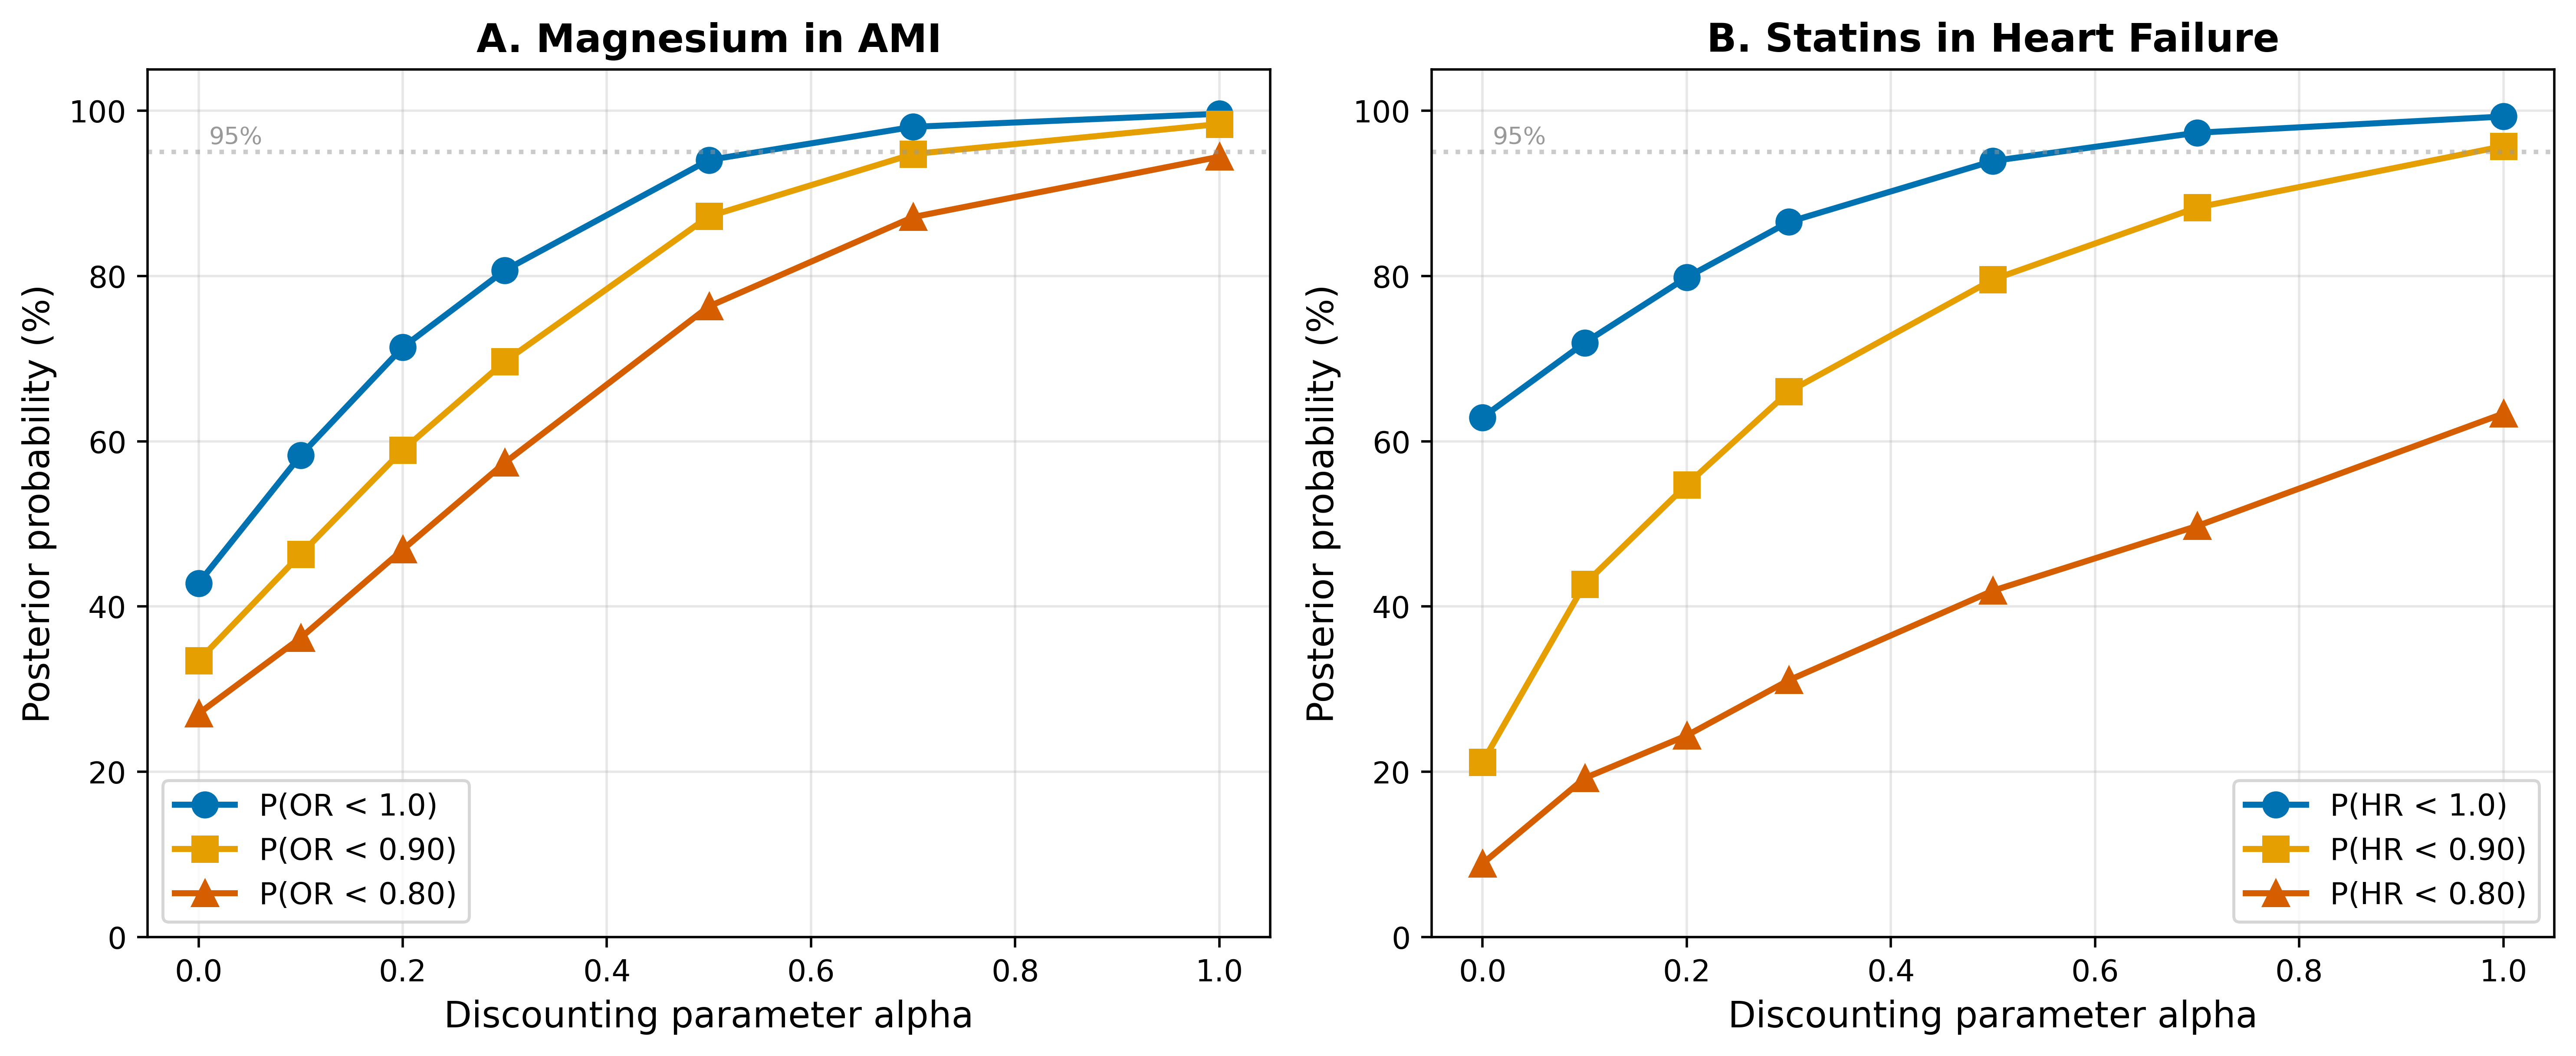 A. Magnesium in AMI
Posterior probability (%)
100
80
60
40
20
0
95%
P(OR < 1.0)
P(OR < 0.90)
P(OR < 0.80)
0.0 0.2 0.4 0.6 0.8 1.0
Discounting parameter alpha
B. Statins in Heart Failure
Posterior probability (%)
100
80
60
40
20
0
95%
P(HR < 1.0)
P(HR < 0.90)
P(HR < 0.80)
0.0 0.2 0.4 0.6 0.8 1.0
Discounting parameter alpha